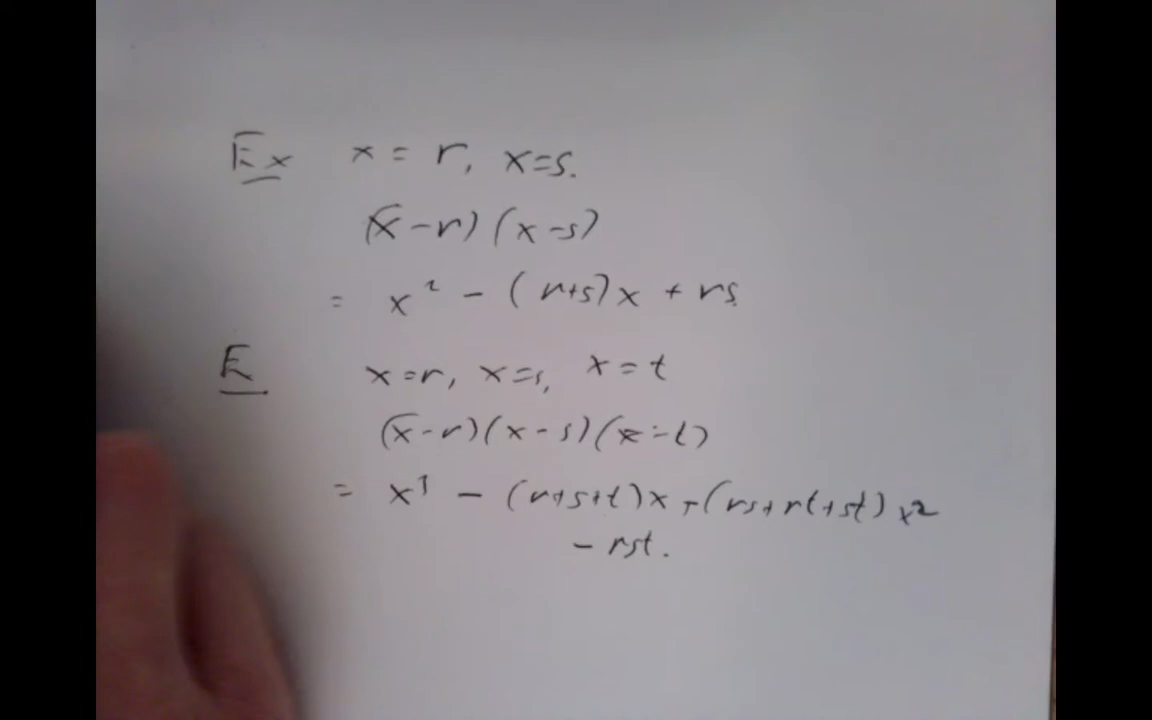 Ex x = r, x=s.
(x-r)(x-s)
= x² - (r+s)x + rs
E x=r, x=s, x=t
(x-r)(x-s)(x-t)
= x³ - (r+s+t)x + (rs+rt+st)x²
- rst.